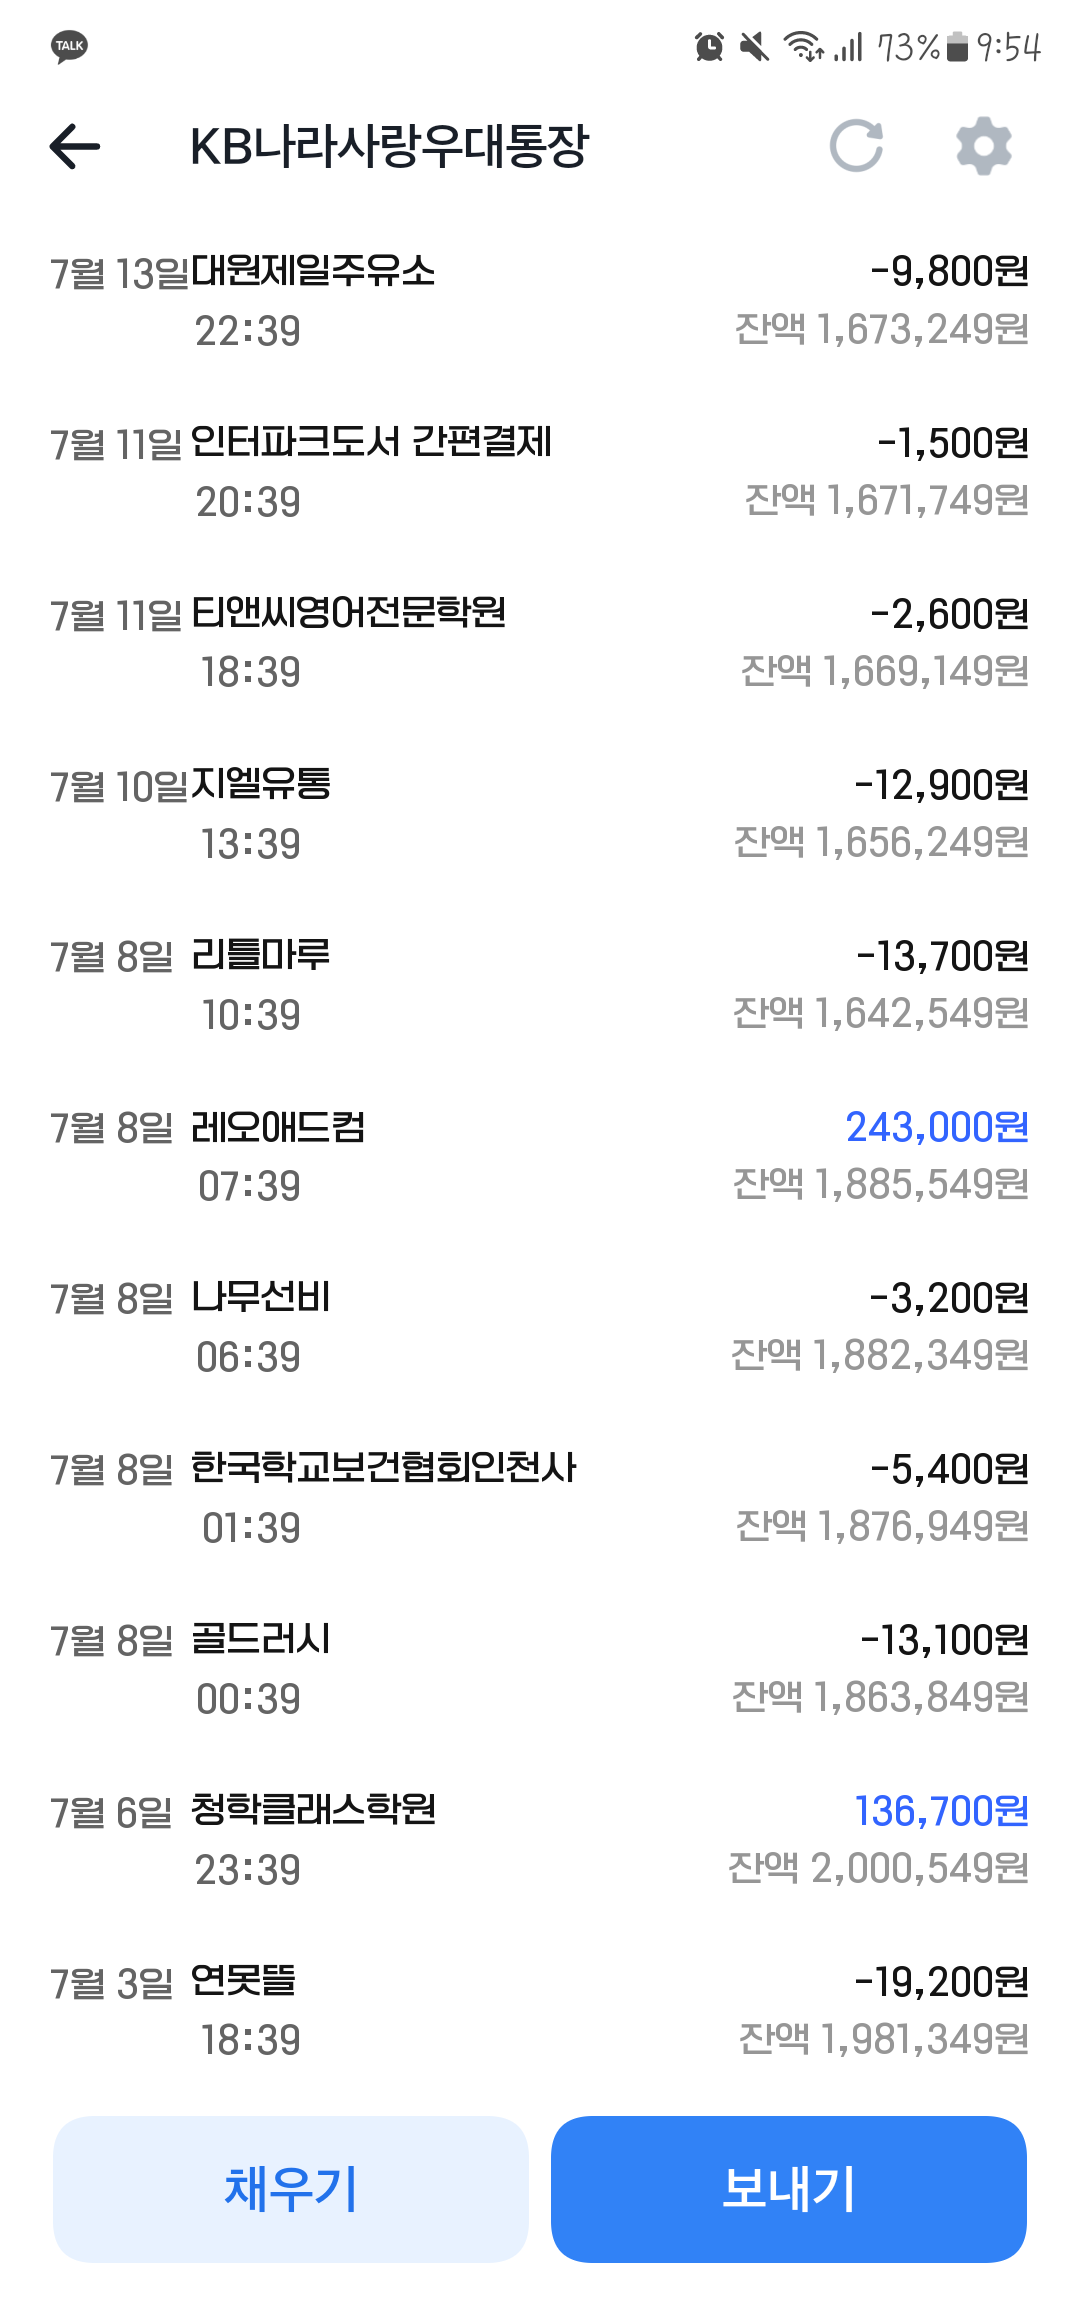 TALK 73% 9:54
KB나라사랑우대통장
7월 13일 대원제일주유소 -9,800원
22:39 잔액 1,673,249원
7월 11일 인터파크도서 간편결제 -1,500원
20:39 잔액 1,671,749원
7월 11일 티앤씨영어전문학원 -2,600원
18:39 잔액 1,669,149원
7월 10일 지엘유통 -12,900원
13:39 잔액 1,656,249원
7월 8일 리틀마루 -13,700원
10:39 잔액 1,642,549원
7월 8일 레오애드컴 243,000원
07:39 잔액 1,885,549원
7월 8일 나무선비 -3,200원
06:39 잔액 1,882,349원
7월 8일 한국학교보건협회인천사 -5,400원
01:39 잔액 1,876,949원
7월 8일 골드러시 -13,100원
00:39 잔액 1,863,849원
7월 6일 청학클래스학원 136,700원
23:39 잔액 2,000,549원
7월 3일 연못뜰 -19,200원
18:39 잔액 1,981,349원
채우기 보내기